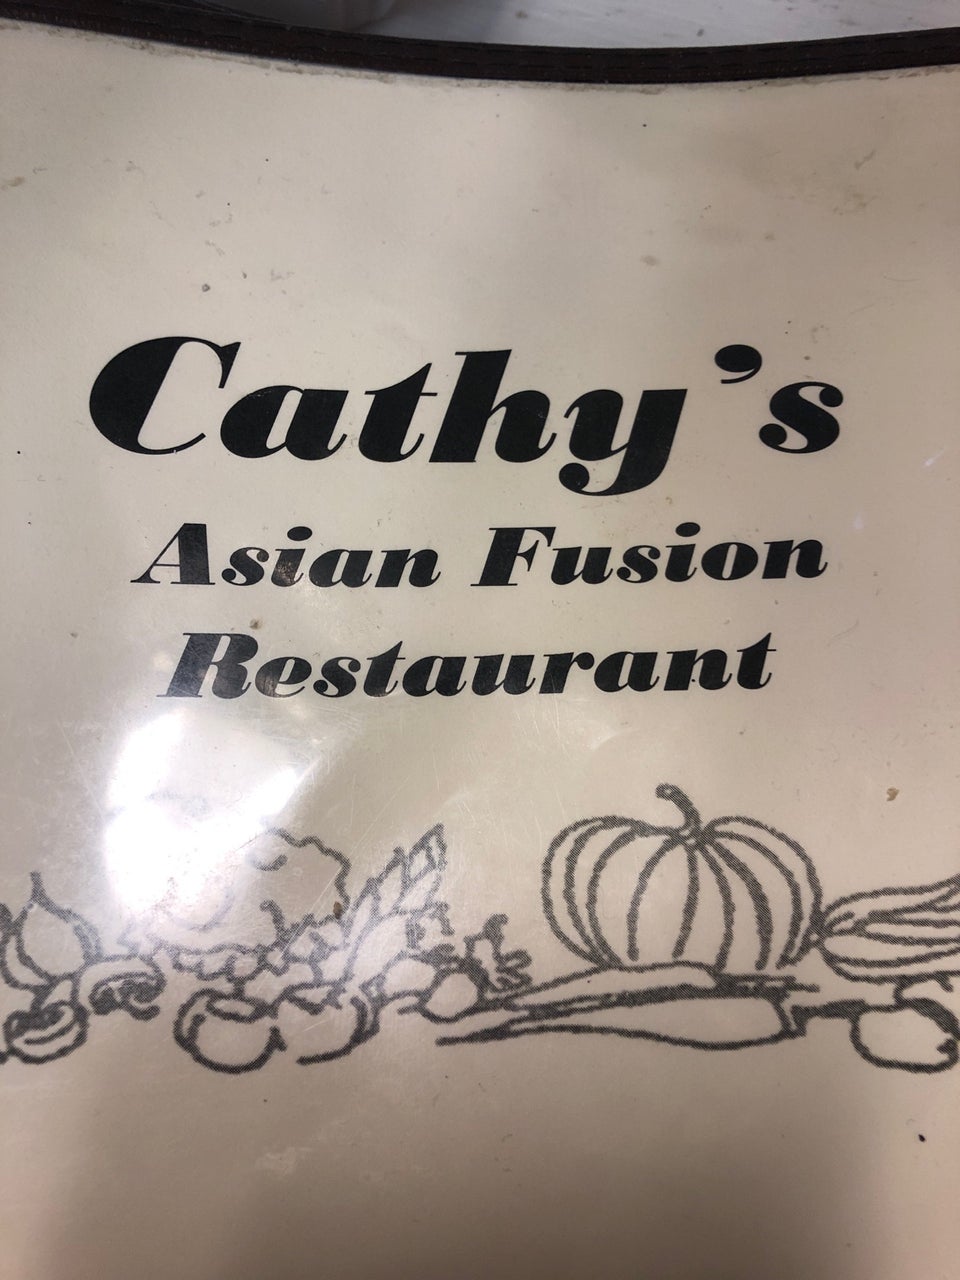 Cathy's
Asian Fusion
Restaurant